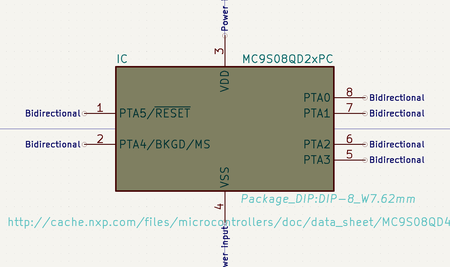 Power
3
IC MC9S08QD2xPC
VDD
PTA0 8 Bidirectional
Bidirectional 1 PTA5/RESET PTA1 7 Bidirectional
Bidirectional 2 PTA4/BKGD/MS PTA2 6 Bidirectional
PTA3 5 Bidirectional
VSS
4
Package_DIP:DIP-8_W7.62mm
http://cache.nxp.com/files/microcontrollers/doc/data_sheet/MC9S08QD4
wer Input